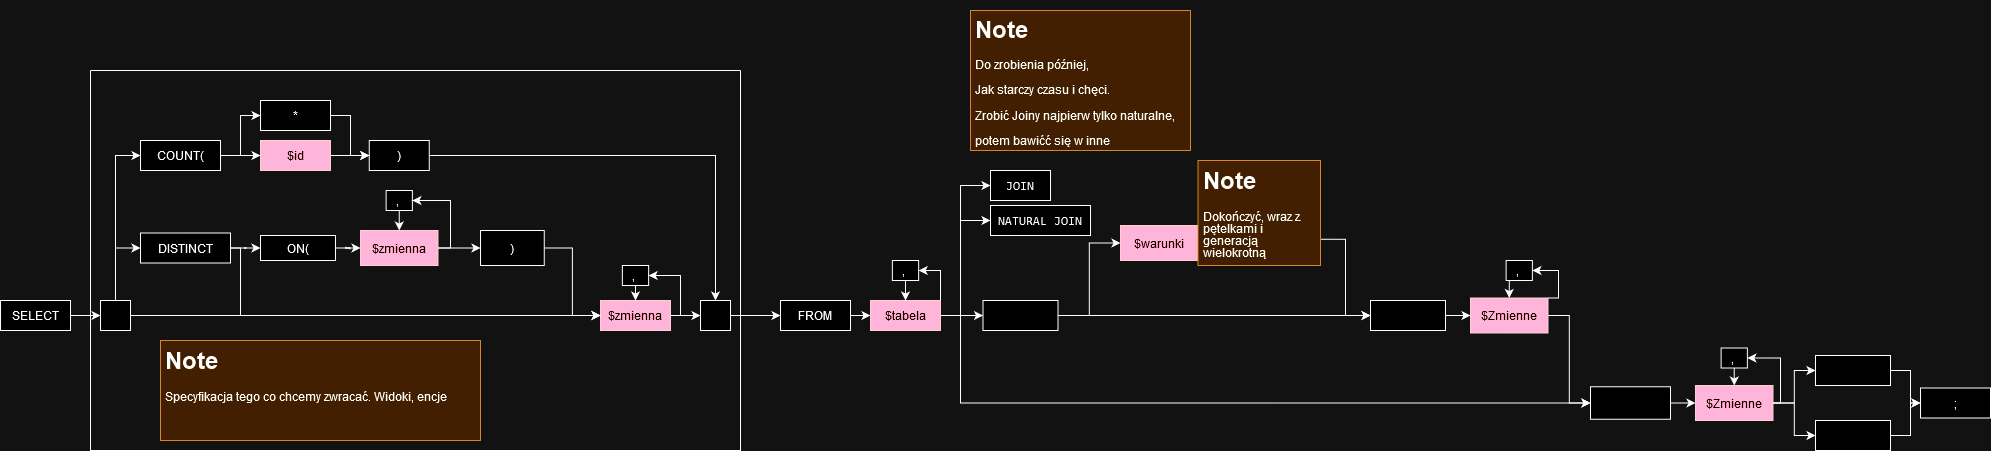 Note
Do zrobienia później,
Jak starczy czasu i chęci.
Zrobić Joiny najpierw tylko naturalne,
potem bawićć się w inne
*
COUNT(
$id
)
,
DISTINCT
ON(
$zmienna
)
,
SELECT
$zmienna
FROM
,
$tabela
JOIN
NATURAL JOIN
$warunki
Note
Dokończyć, wraz z
pętelkami i
generacją
wielokrotną
,
$Zmienne
Note
Specyfikacja tego co chcemy zwracać. Widoki, encje
,
$Zmienne
;